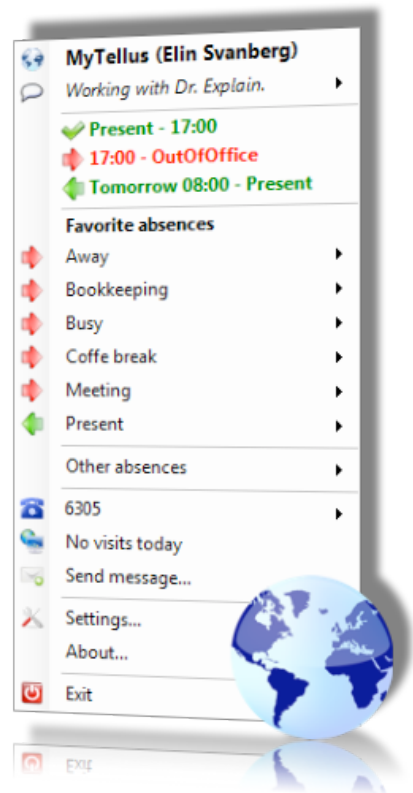 MyTellus (Elin Svanberg)
Working with Dr. Explain.
Present - 17:00
17:00 - OutOfOffice
Tomorrow 08:00 - Present
Favorite absences
Away
Bookkeeping
Busy
Coffe break
Meeting
Present
Other absences
6305
No visits today
Send message...
Settings...
About...
Exit